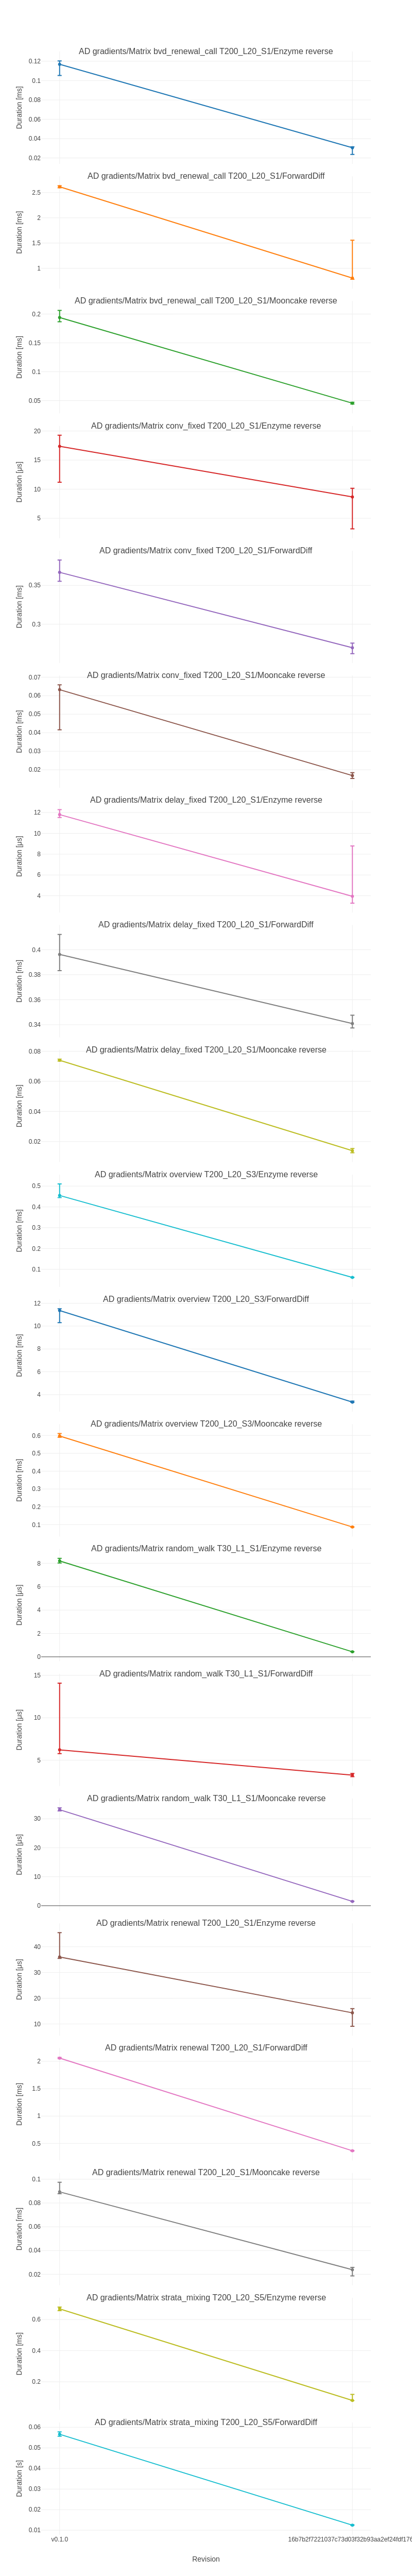 AD gradients/Matrix bvd_renewal_call T200_L20_S1/Enzyme reverse
0.12
0.1
0.08
0.06
0.04
0.02
Duration [ms]
AD gradients/Matrix bvd_renewal_call T200_L20_S1/ForwardDiff
2.5
2
1.5
1
Duration [ms]
AD gradients/Matrix bvd_renewal_call T200_L20_S1/Mooncake reverse
0.2
0.15
0.1
0.05
Duration [ms]
AD gradients/Matrix conv_fixed T200_L20_S1/Enzyme reverse
20
15
10
5
Duration [μs]
AD gradients/Matrix conv_fixed T200_L20_S1/ForwardDiff
0.35
0.3
Duration [ms]
AD gradients/Matrix conv_fixed T200_L20_S1/Mooncake reverse
0.07
0.06
0.05
0.04
0.03
0.02
Duration [ms]
AD gradients/Matrix delay_fixed T200_L20_S1/Enzyme reverse
12
10
8
6
4
Duration [μs]
AD gradients/Matrix delay_fixed T200_L20_S1/ForwardDiff
0.4
0.38
0.36
0.34
Duration [ms]
AD gradients/Matrix delay_fixed T200_L20_S1/Mooncake reverse
0.08
0.06
0.04
0.02
Duration [ms]
AD gradients/Matrix overview T200_L20_S3/Enzyme reverse
0.5
0.4
0.3
0.2
0.1
Duration [ms]
AD gradients/Matrix overview T200_L20_S3/ForwardDiff
12
10
8
6
4
Duration [ms]
AD gradients/Matrix overview T200_L20_S3/Mooncake reverse
0.6
0.5
0.4
0.3
0.2
0.1
Duration [ms]
AD gradients/Matrix random_walk T30_L1_S1/Enzyme reverse
8
6
4
2
0
Duration [μs]
AD gradients/Matrix random_walk T30_L1_S1/ForwardDiff
15
10
5
Duration [μs]
AD gradients/Matrix random_walk T30_L1_S1/Mooncake reverse
30
20
10
0
Duration [μs]
AD gradients/Matrix renewal T200_L20_S1/Enzyme reverse
40
30
20
10
Duration [μs]
AD gradients/Matrix renewal T200_L20_S1/ForwardDiff
2
1.5
1
0.5
Duration [ms]
AD gradients/Matrix renewal T200_L20_S1/Mooncake reverse
0.1
0.08
0.06
0.04
0.02
Duration [ms]
AD gradients/Matrix strata_mixing T200_L20_S5/Enzyme reverse
0.6
0.4
0.2
Duration [ms]
AD gradients/Matrix strata_mixing T200_L20_S5/ForwardDiff
0.06
0.05
0.04
0.03
0.02
0.01
Duration [s]
v0.1.0
16b7b2f7221037c73d03f32b93aa2ef24fdf176
Revision